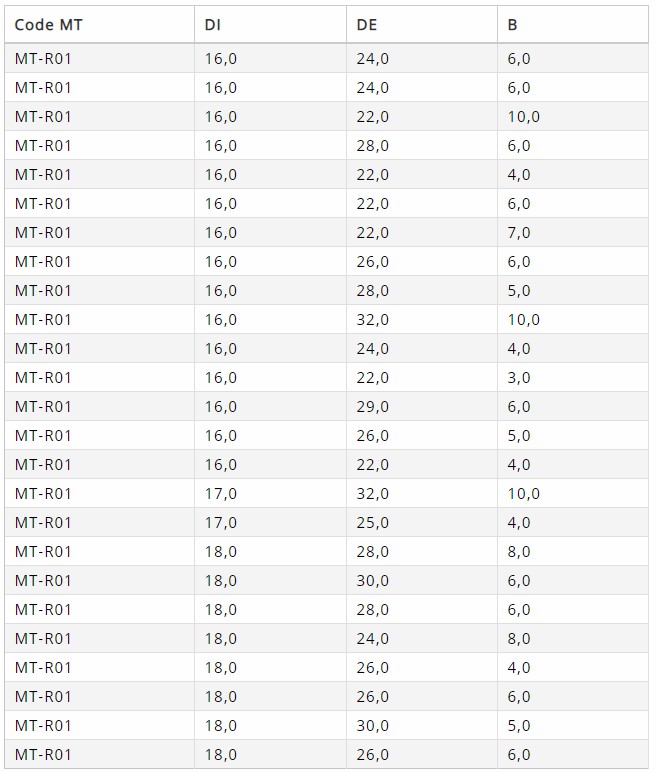 Code MT DI DE B
MT-R01 16,0 24,0 6,0
MT-R01 16,0 24,0 6,0
MT-R01 16,0 22,0 10,0
MT-R01 16,0 28,0 6,0
MT-R01 16,0 22,0 4,0
MT-R01 16,0 22,0 6,0
MT-R01 16,0 22,0 7,0
MT-R01 16,0 26,0 6,0
MT-R01 16,0 28,0 5,0
MT-R01 16,0 32,0 10,0
MT-R01 16,0 24,0 4,0
MT-R01 16,0 22,0 3,0
MT-R01 16,0 29,0 6,0
MT-R01 16,0 26,0 5,0
MT-R01 16,0 22,0 4,0
MT-R01 17,0 32,0 10,0
MT-R01 17,0 25,0 4,0
MT-R01 18,0 28,0 8,0
MT-R01 18,0 30,0 6,0
MT-R01 18,0 28,0 6,0
MT-R01 18,0 24,0 8,0
MT-R01 18,0 26,0 4,0
MT-R01 18,0 26,0 6,0
MT-R01 18,0 30,0 5,0
MT-R01 18,0 26,0 6,0